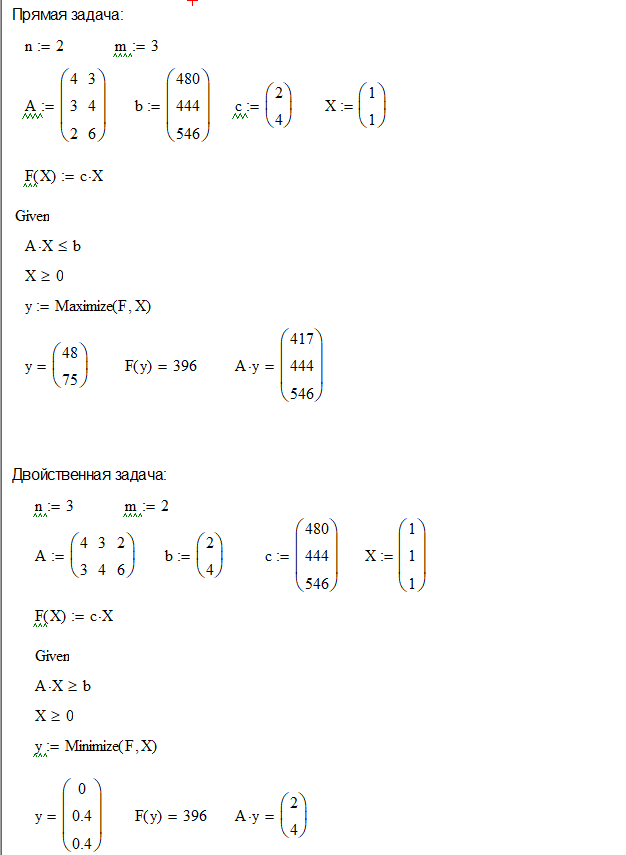 Прямая задача:
n := 2 m := 3
A := (4 3; 3 4; 2 6) b := (480; 444; 546) c := (2; 4) X := (1; 1)
F(X) := c·X
Given
A·X ≤ b
X ≥ 0
y := Maximize(F, X)
y = (48; 75) F(y) = 396 A·y = (417; 444; 546)
Двойственная задача:
n := 3 m := 2
A := (4 3 2; 3 4 6) b := (2; 4) c := (480; 444; 546) X := (1; 1; 1)
F(X) := c·X
Given
A·X ≥ b
X ≥ 0
y := Minimize(F, X)
y = (0; 0.4; 0.4) F(y) = 396 A·y = (2; 4)